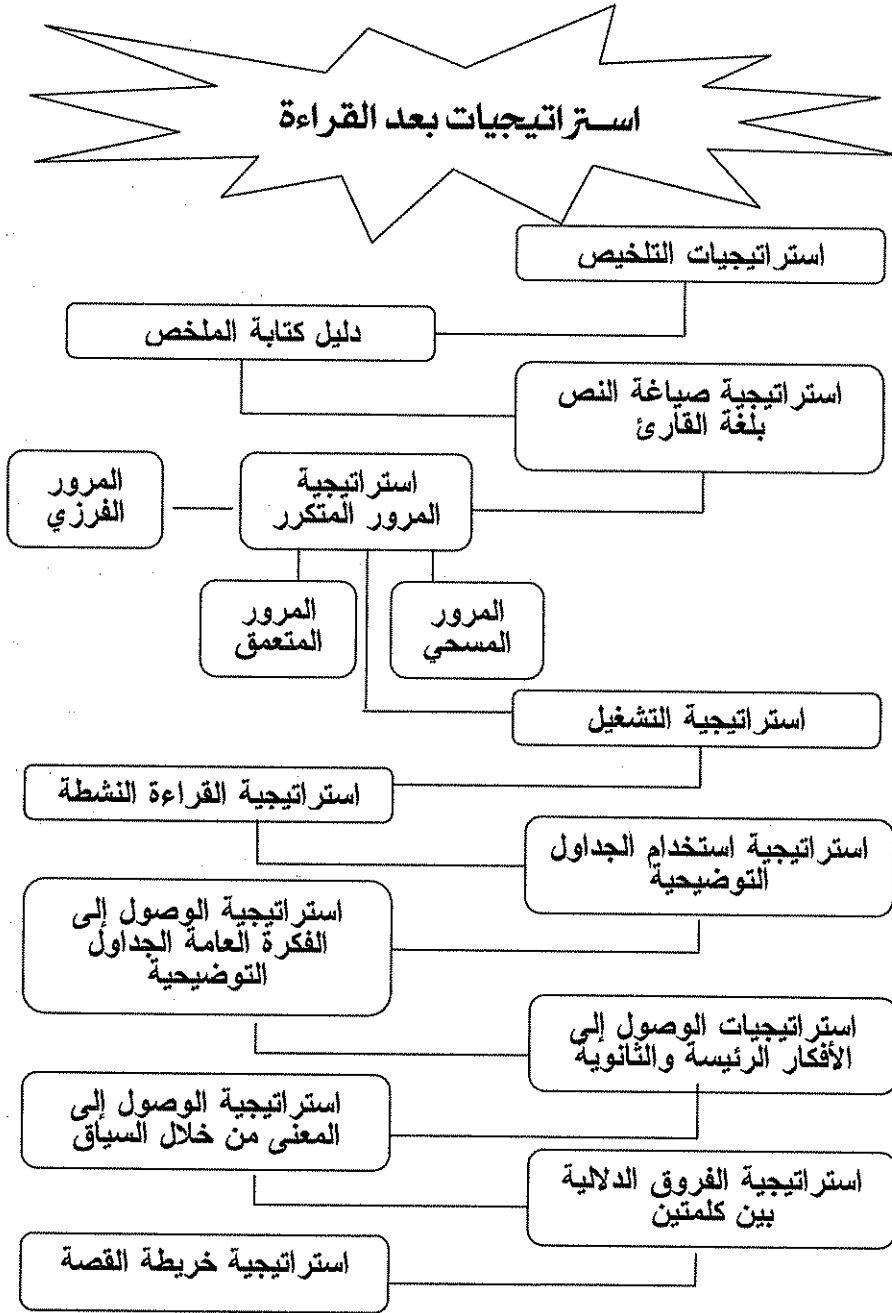 استراتيجيات بعد القراءة
استراتيجيات التلخيص
دليل كتابة الملخص
استراتيجية صياغة النص
بلغة القارئ
استراتيجية
المرور المتكرر
المرور
الفرزي
المرور
المسحي
المرور
المتعمق
استراتيجية التشغيل
استراتيجية القراءة النشطة
استراتيجية استخدام الجداول
التوضيحية
استراتيجية الوصول إلى
الفكرة العامة الجداول
التوضيحية
استراتيجيات الوصول إلى
الأفكار الرئيسة والثانوية
استراتيجية الوصول إلى
المعنى من خلال السياق
استراتيجية الفروق الدلالية
بين كلمتين
استراتيجية خريطة القصة